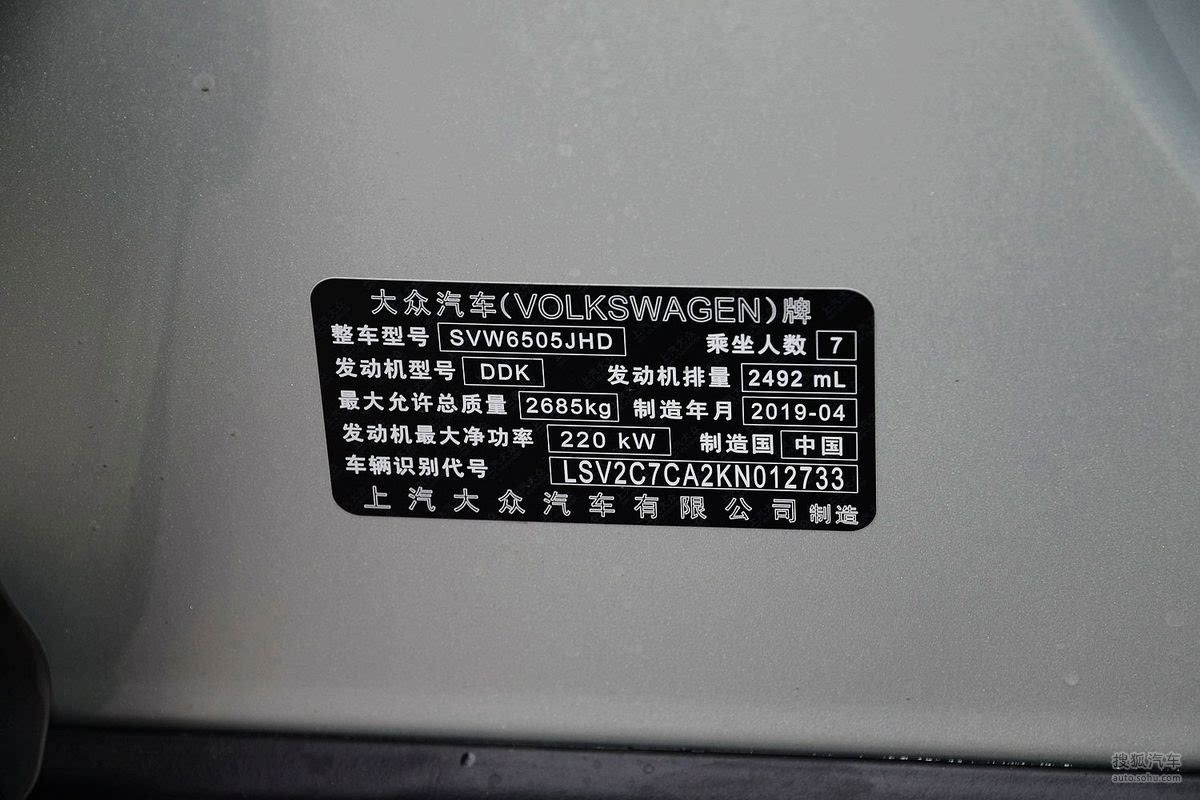 大众汽车(VOLKSWAGEN)牌
整车型号 SVW6505JHD 乘坐人数 7
发动机型号 DDK 发动机排量 2492 mL
最大允许总质量 2685kg 制造年月 2019-04
发动机最大净功率 220 kW 制造国 中国
车辆识别代号 LSV2C7CA2KN012733
上汽大众汽车有限公司 制造
搜狐汽车
auto.sohu.com